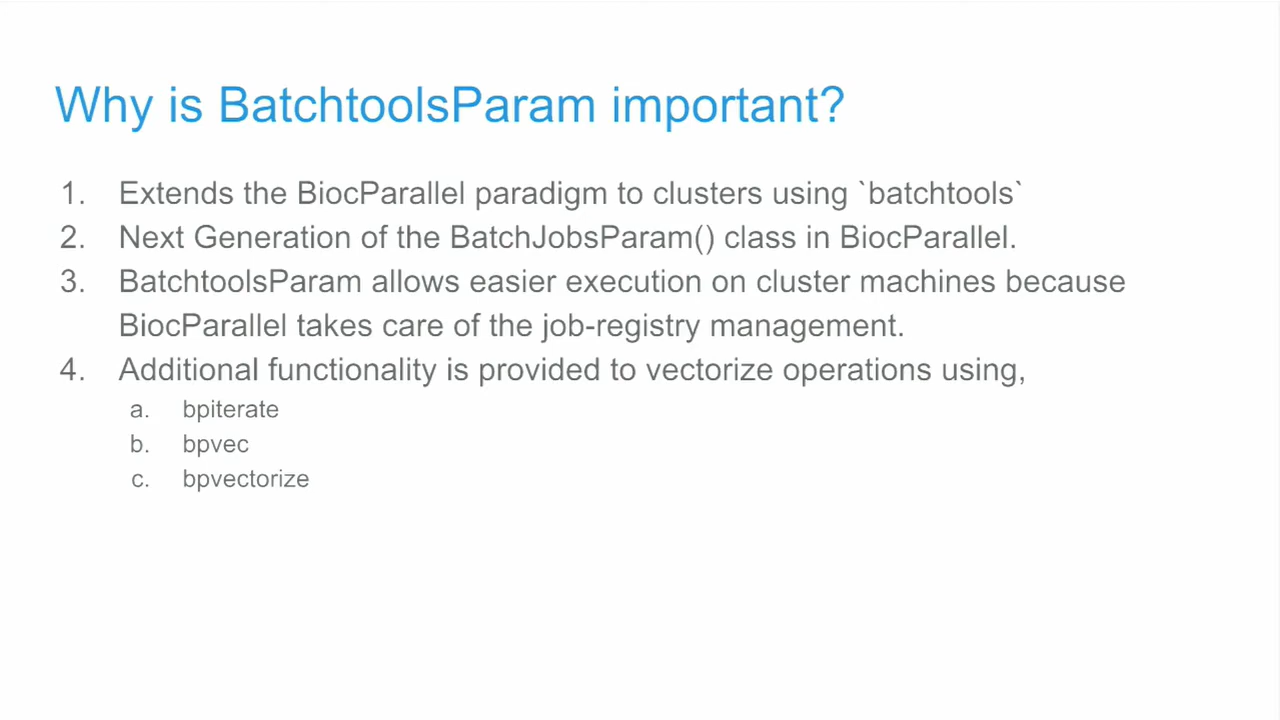 Why is BatchtoolsParam important?
1. Extends the BiocParallel paradigm to clusters using `batchtools`
2. Next Generation of the BatchJobsParam() class in BiocParallel.
3. BatchtoolsParam allows easier execution on cluster machines because
BiocParallel takes care of the job-registry management.
4. Additional functionality is provided to vectorize operations using,
a. bpiterate
b. bpvec
c. bpvectorize